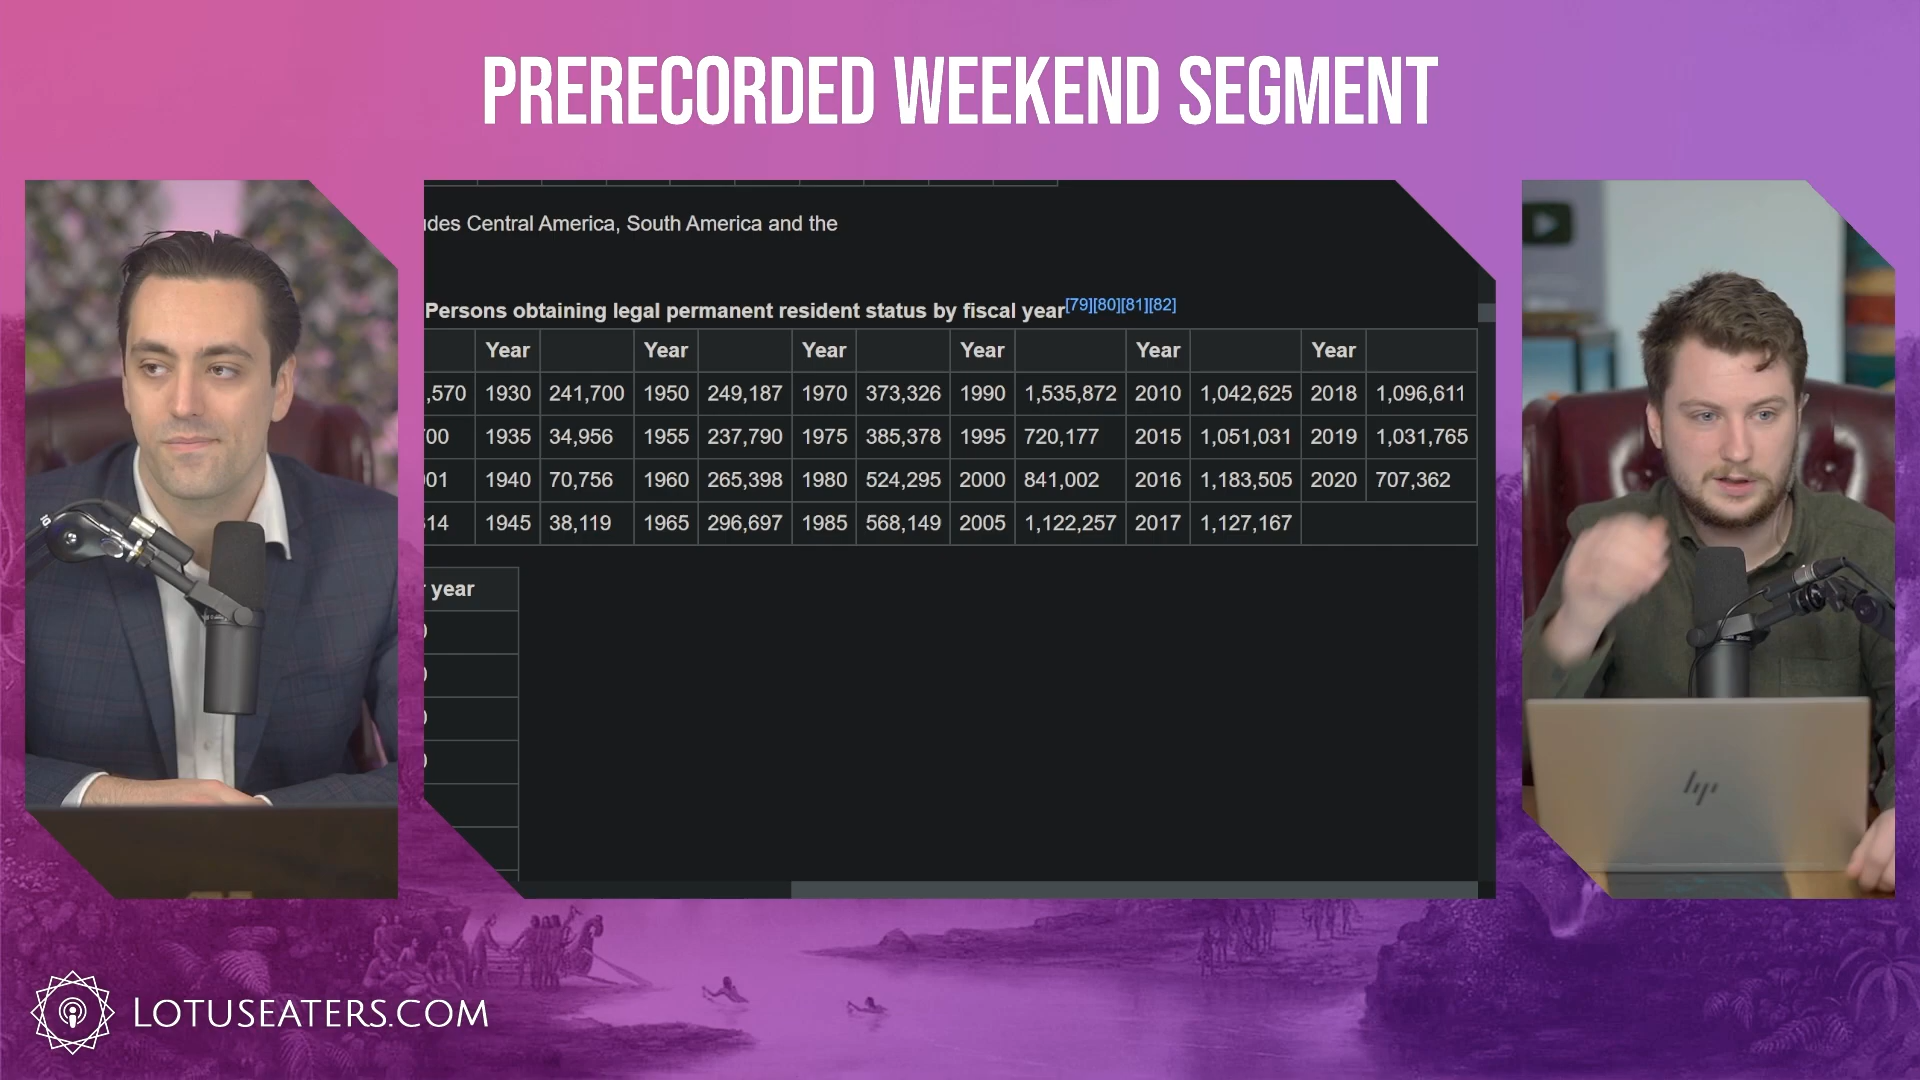 PRERECORDED WEEKEND SEGMENT
udes Central America, South America and the
Persons obtaining legal permanent resident status by fiscal year[79][80][81][82]
Year Year Year Year Year Year
,570 1930 241,700 1950 249,187 1970 373,326 1990 1,535,872 2010 1,042,625 2018 1,096,611
700 1935 34,956 1955 237,790 1975 385,378 1995 720,177 2015 1,051,031 2019 1,031,765
01 1940 70,756 1960 265,398 1980 524,295 2000 841,002 2016 1,183,505 2020 707,362
14 1945 38,119 1965 296,697 1985 568,149 2005 1,122,257 2017 1,127,167
year
hp
LOTUSEATERS.COM